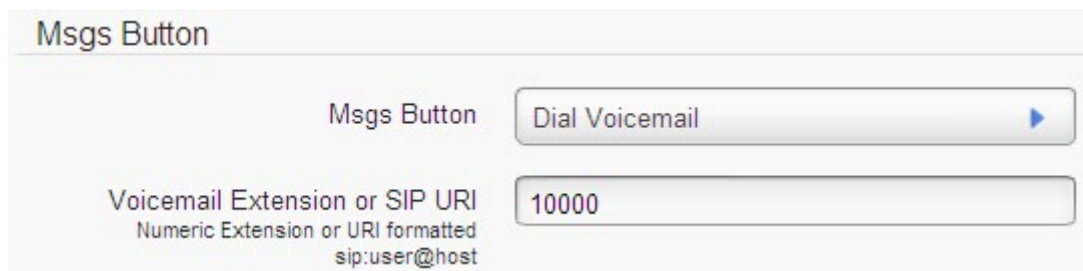 Msgs Button
Msgs Button
Dial Voicemail
Voicemail Extension or SIP URI
10000
Numeric Extension or URI formatted
sip:user@host